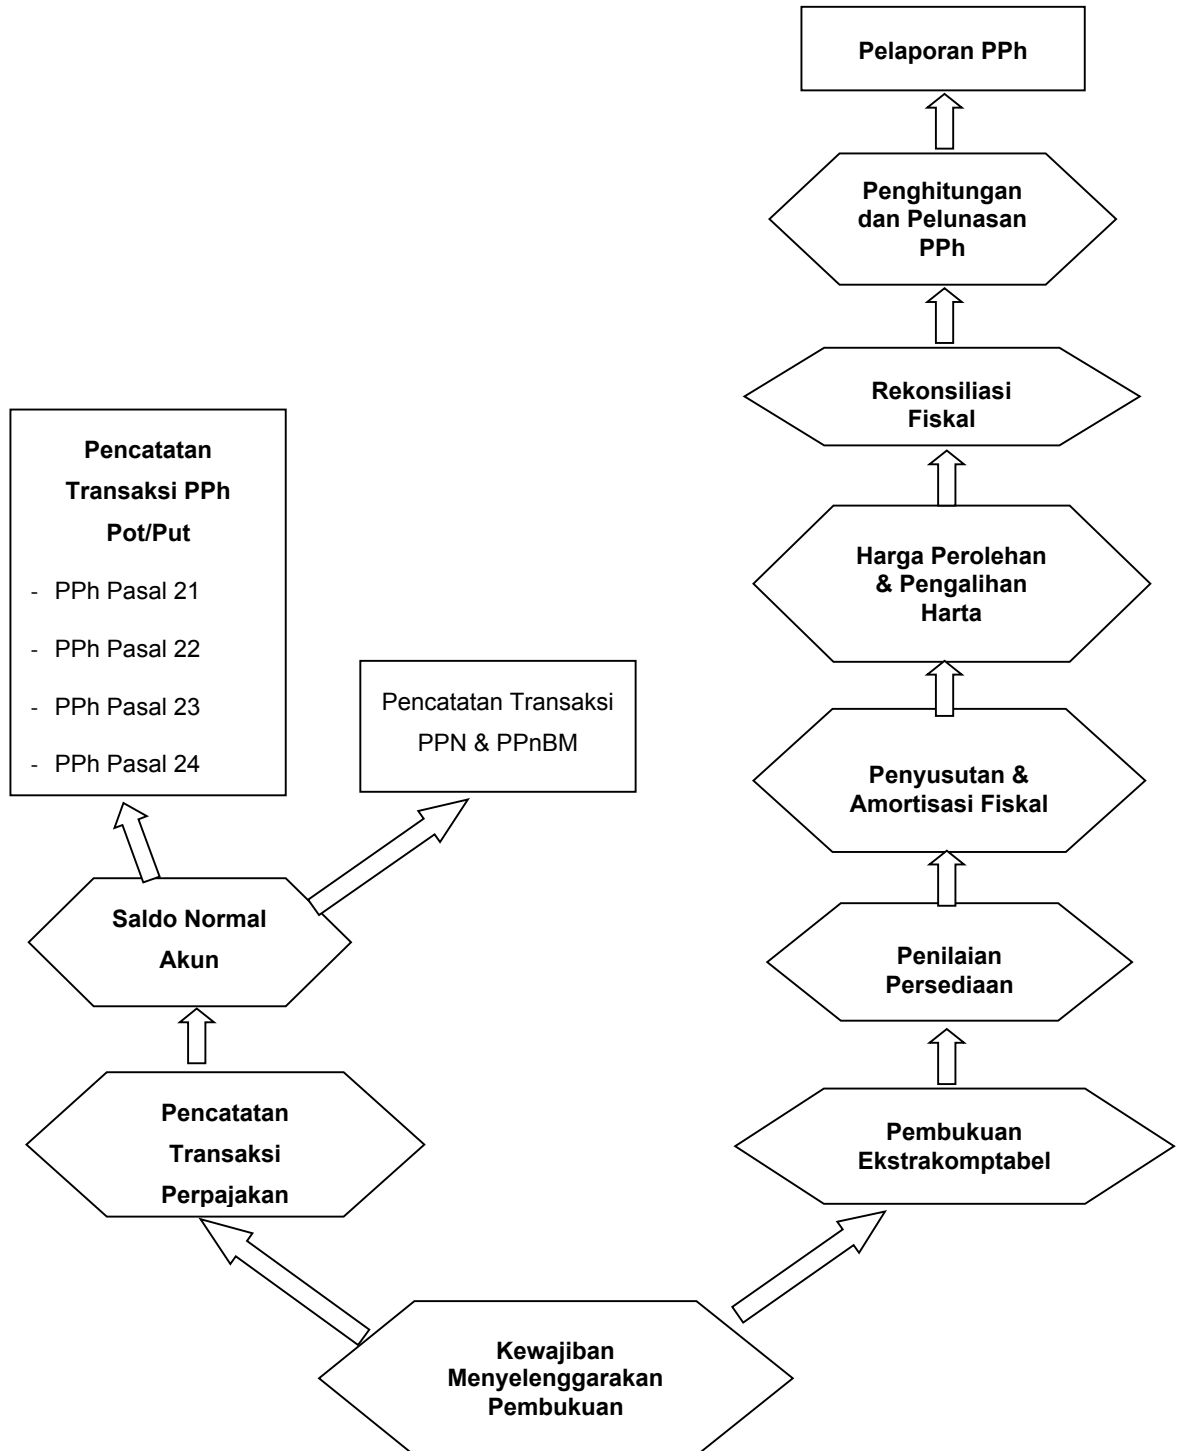 Pelaporan PPh
Penghitungan
dan Pelunasan
PPh
Rekonsiliasi
Fiskal
Harga Perolehan
& Pengalihan
Harta
Penyusutan &
Amortisasi Fiskal
Penilaian
Persediaan
Pembukuan
Ekstrakomptabel
Pencatatan
Transaksi PPh
Pot/Put
- PPh Pasal 21
- PPh Pasal 22
- PPh Pasal 23
- PPh Pasal 24
Pencatatan Transaksi
PPN & PPnBM
Saldo Normal
Akun
Pencatatan
Transaksi
Perpajakan
Kewajiban
Menyelenggarakan
Pembukuan